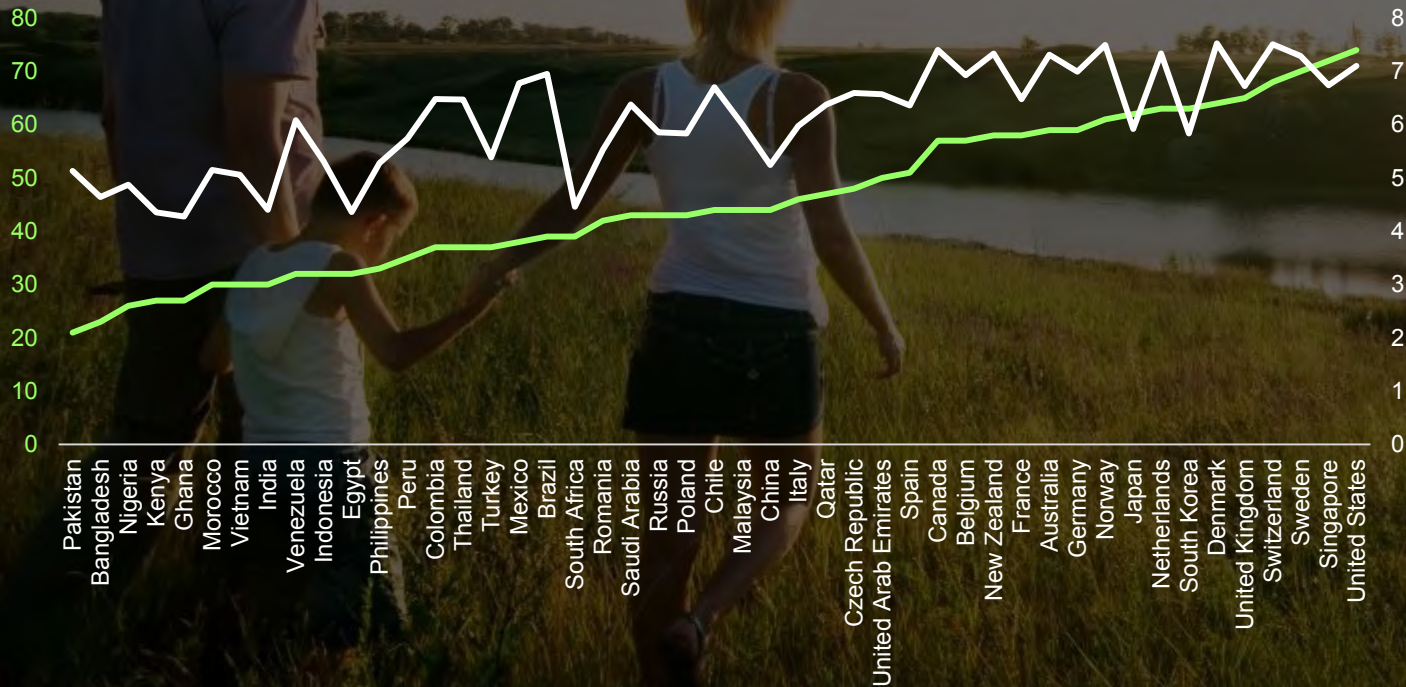 80
70
60
50
40
30
20
10
0
8
7
6
5
4
3
2
1
0
Pakistan
Bangladesh
Nigeria
Kenya
Ghana
Morocco
Vietnam
India
Venezuela
Indonesia
Egypt
Philippines
Peru
Colombia
Thailand
Turkey
Mexico
Brazil
South Africa
Romania
Saudi Arabia
Russia
Poland
Chile
Malaysia
China
Italy
Qatar
Czech Republic
United Arab Emirates
Spain
Canada
Belgium
New Zealand
France
Australia
Germany
Norway
Japan
Netherlands
South Korea
Denmark
United Kingdom
Switzerland
Sweden
Singapore
United States